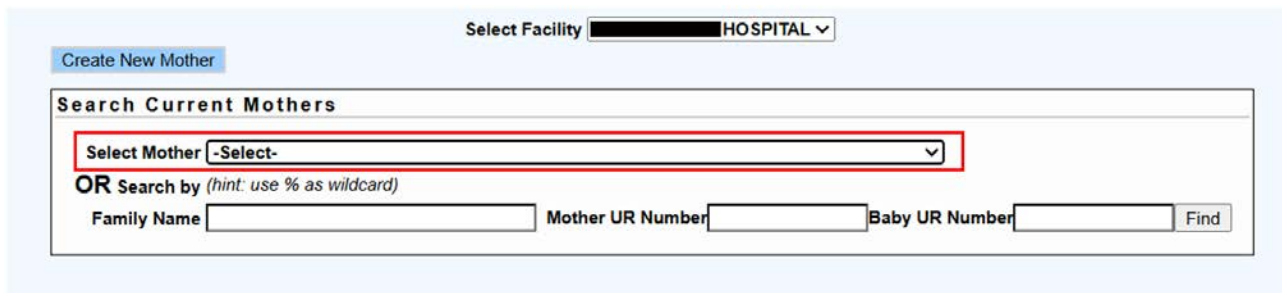 Select Facility HOSPITAL
Create New Mother
Search Current Mothers
Select Mother -Select-
OR Search by (hint: use % as wildcard)
Family Name Mother UR Number Baby UR Number Find